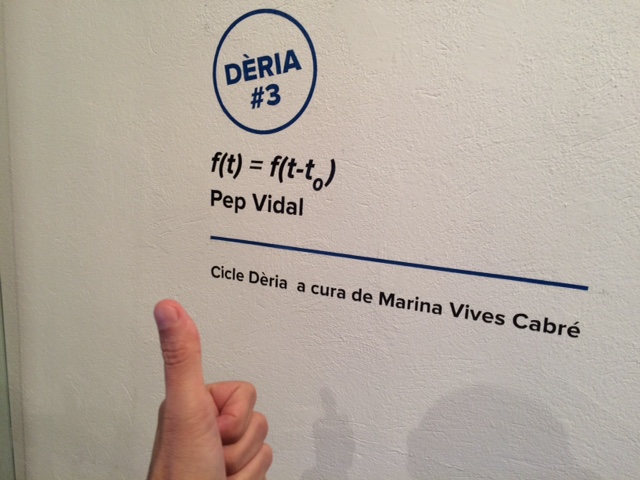 DÈRIA
#3
f(t) = f(t-t₀)
Pep Vidal
Cicle Dèria a cura de Marina Vives Cabré